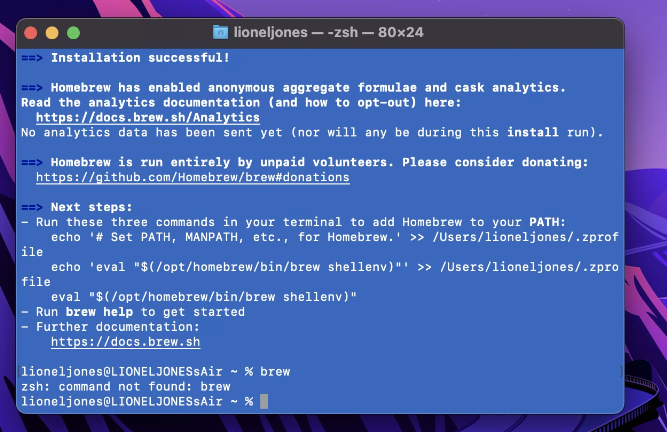 lioneljones — -zsh — 80×24
==> Installation successful!
==> Homebrew has enabled anonymous aggregate formulae and cask analytics.
Read the analytics documentation (and how to opt-out) here:
https://docs.brew.sh/Analytics
No analytics data has been sent yet (nor will any be during this install run).
==> Homebrew is run entirely by unpaid volunteers. Please consider donating:
https://github.com/Homebrew/brew#donations
==> Next steps:
- Run these three commands in your terminal to add Homebrew to your PATH:
echo '# Set PATH, MANPATH, etc., for Homebrew.' >> /Users/lioneljones/.zprof
ile
echo 'eval "$(/opt/homebrew/bin/brew shellenv)"' >> /Users/lioneljones/.zpro
file
eval "$(/opt/homebrew/bin/brew shellenv)"
- Run brew help to get started
- Further documentation:
https://docs.brew.sh
lioneljones@LIONELJONESsAir ~ % brew
zsh: command not found: brew
lioneljones@LIONELJONESsAir ~ %